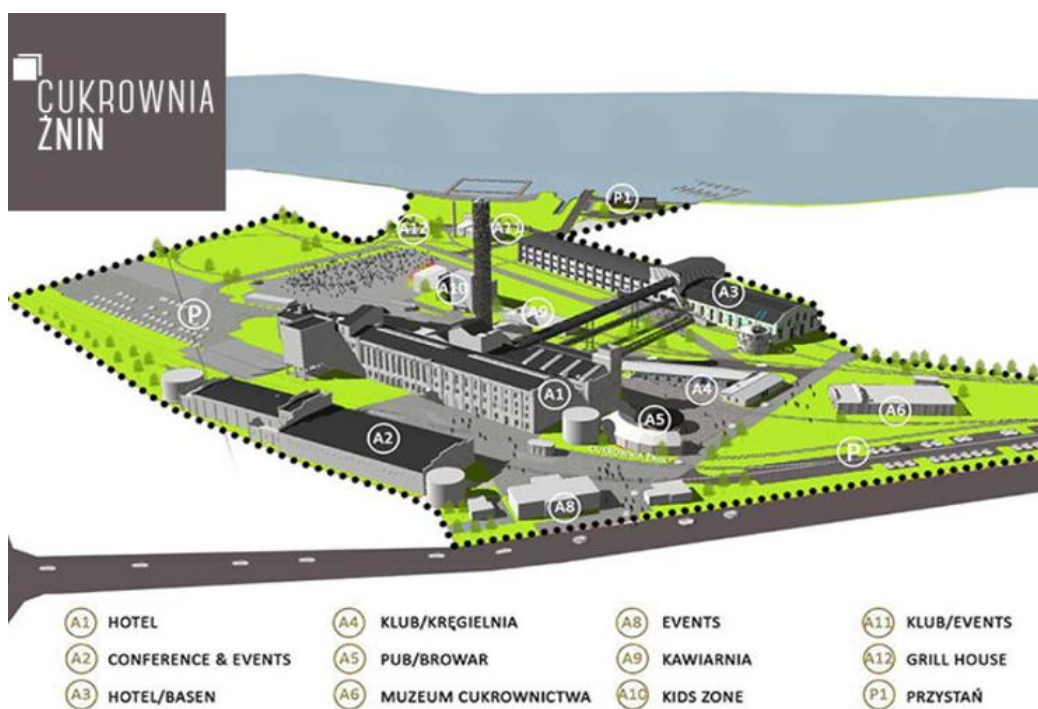 CUKROWNIA
ŻNIN
P1
A12
A11
A10
A3
P
A9
A1
A4
A5
A6
A2
CUKROWNIA ŻNIN
P
A8
A1 HOTEL
A2 CONFERENCE & EVENTS
A3 HOTEL/BASEN
A4 KLUB/KRĘGIELNIA
A5 PUB/BROWAR
A6 MUZEUM CUKROWNICTWA
A8 EVENTS
A9 KAWIARNIA
A10 KIDS ZONE
A11 KLUB/EVENTS
A12 GRILL HOUSE
P1 PRZYSTAŃ